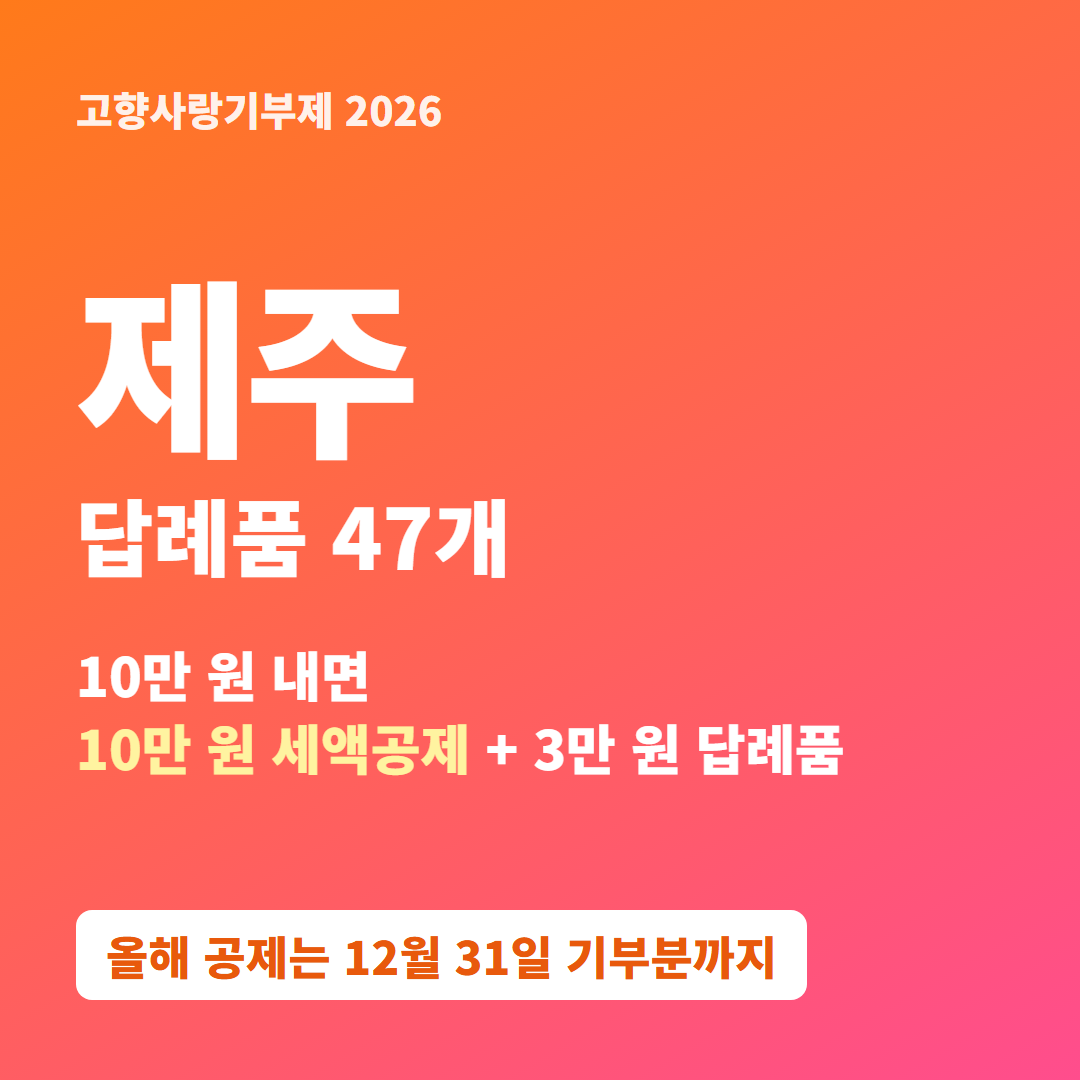 고향사랑기부제 2026
제주
답례품 47개
10만 원 내면
10만 원 세액공제 + 3만 원 답례품
올해 공제는 12월 31일 기부분까지